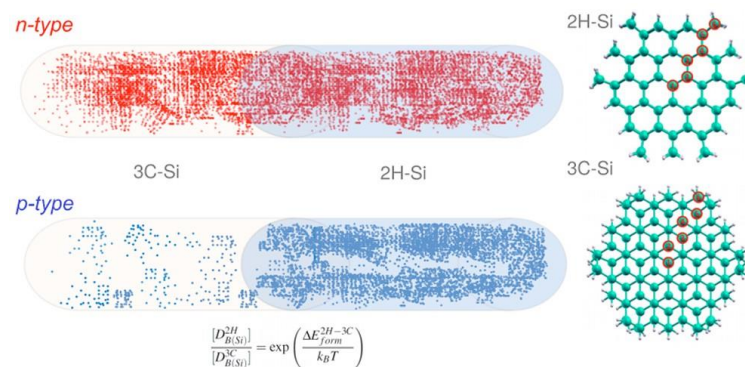 n-type
2H-Si
3C-Si
2H-Si
3C-Si
p-type
[D^{2H}_{B(Si)}] / [D^{3C}_{B(Si)}] = exp (ΔE^{2H−3C}_{form} / k_BT)